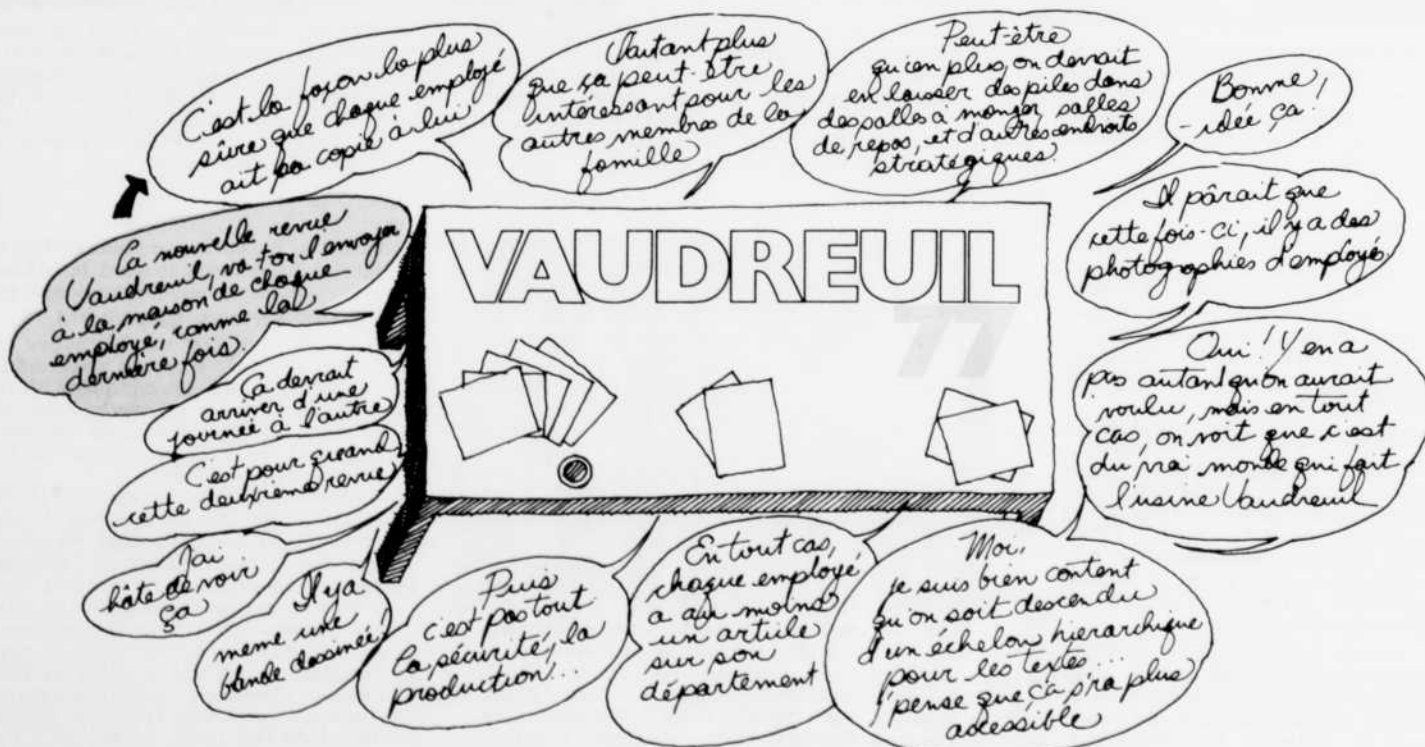 La nouvelle revue
Vaudreuil, va-t-on l'envoyer
à la maison de chaque
employé, comme la
dernière fois.
C'est la façon la plus
sûre que chaque employé
ait sa copie à lui
D'autant plus
que ça peut-être
intéressant pour les
autres membres de la
famille
Peut-être
qu'en plus, on devrait
en laisser des piles dans
des salles à manger, salles
de repos, et d'autres endroits
stratégiques.
Bonne
idée ça!
Il pârait que
cette fois-ci, il y a des
photographies d'employé.
Oui! Y en a
pas autant qu'on aurait
voulu, mais en tout
cas, on voit que c'est
du vrai monde qui fait
l'usine Vaudreuil
Moi,
je suis bien content
qu'on soit descendu
d'un échelon hierarchique
pour les textes...
j'pense que ça s'ra plus
accessible
En tout cas,
chaque employé
a au moins
un article
sur son
département
Puis
c'est pas tout
la sécurité, la
production...
Il y a
meme une
bande dessinée!
J'ai
hâte de voir
ça
C'est pour quand
cette deuxième revue
Ca devrait
arriver d'une
journée à l'autre
VAUDREUIL
77